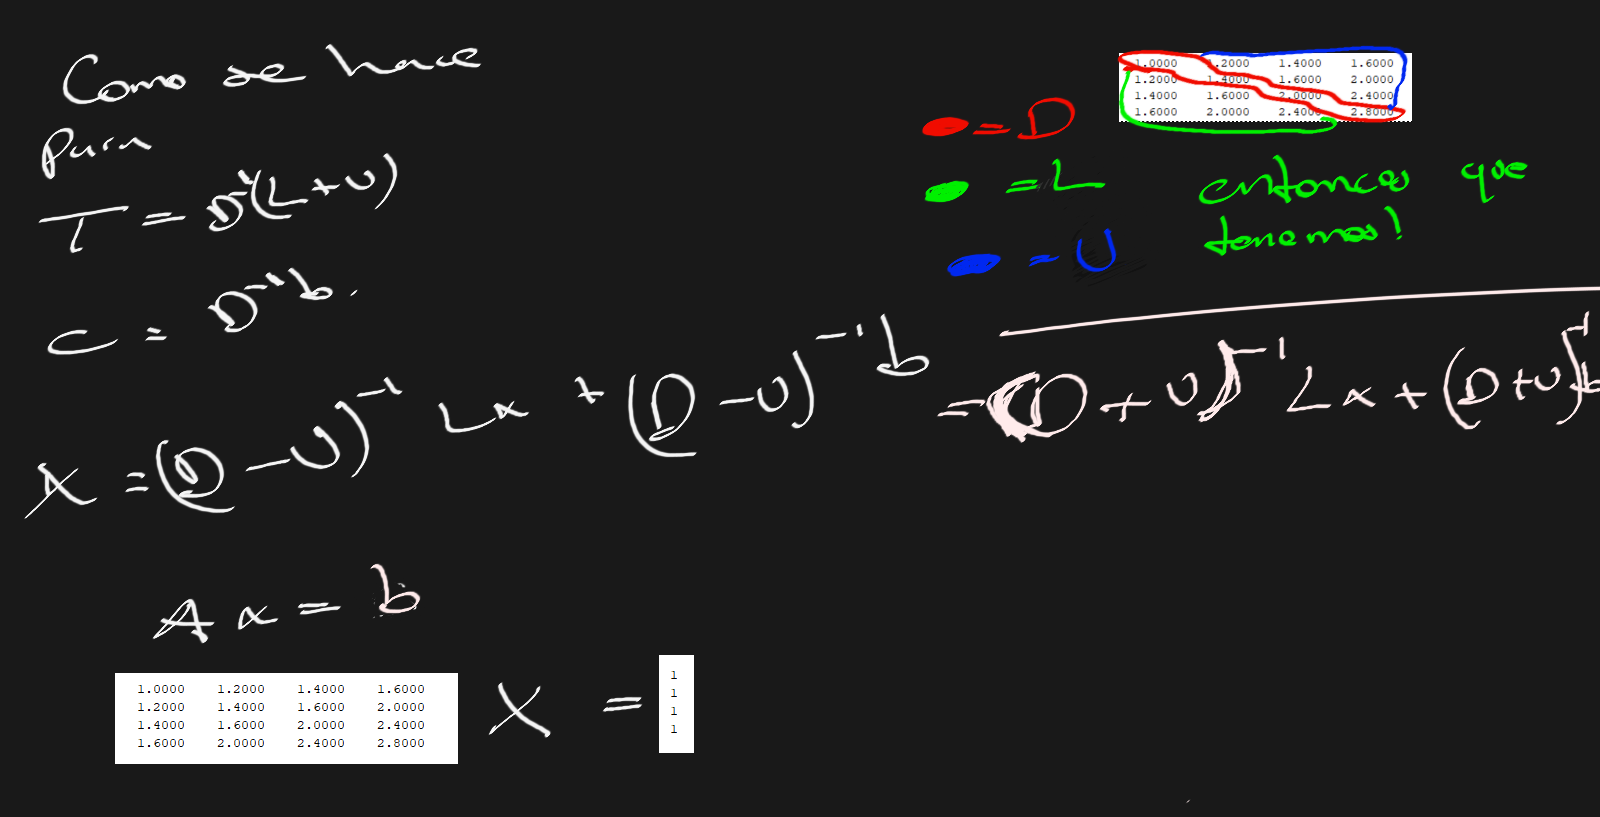 Como se hace
Para
T = D⁻¹(L+U)
C = D⁻¹b.
X = (D-U)⁻¹ Lx + (D-U)⁻¹ b = (D+U)⁻¹ Lx + (D+U)⁻¹b
Ax = b
1.0000 1.2000 1.4000 1.6000
1.2000 1.4000 1.6000 2.0000
1.4000 1.6000 2.0000 2.4000
1.6000 2.0000 2.4000 2.8000
X =
1
1
1
1
1.0000 1.2000 1.4000 1.6000
1.2000 1.4000 1.6000 2.0000
1.4000 1.6000 2.0000 2.4000
1.6000 2.0000 2.4000 2.8000
= D
= L
= U
entonces que
tenemos!